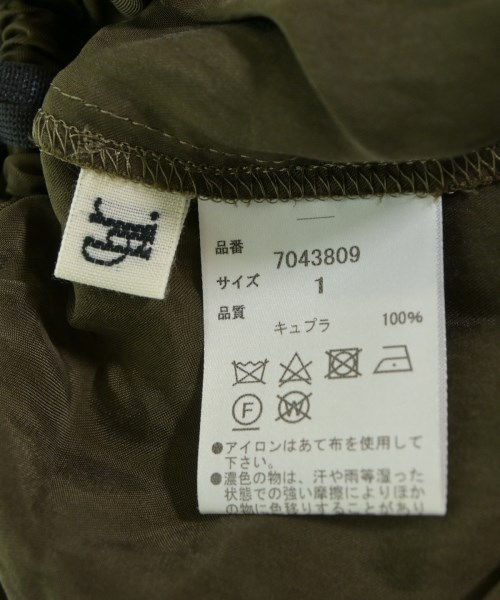 品番 7043809
サイズ 1
品質
キュプラ 100%
F W
●アイロンはあて布を使用して
下さい。
●濃色の物は、汗や雨等湿った
状態での強い摩擦によりほか
の物に色移りすることがあり